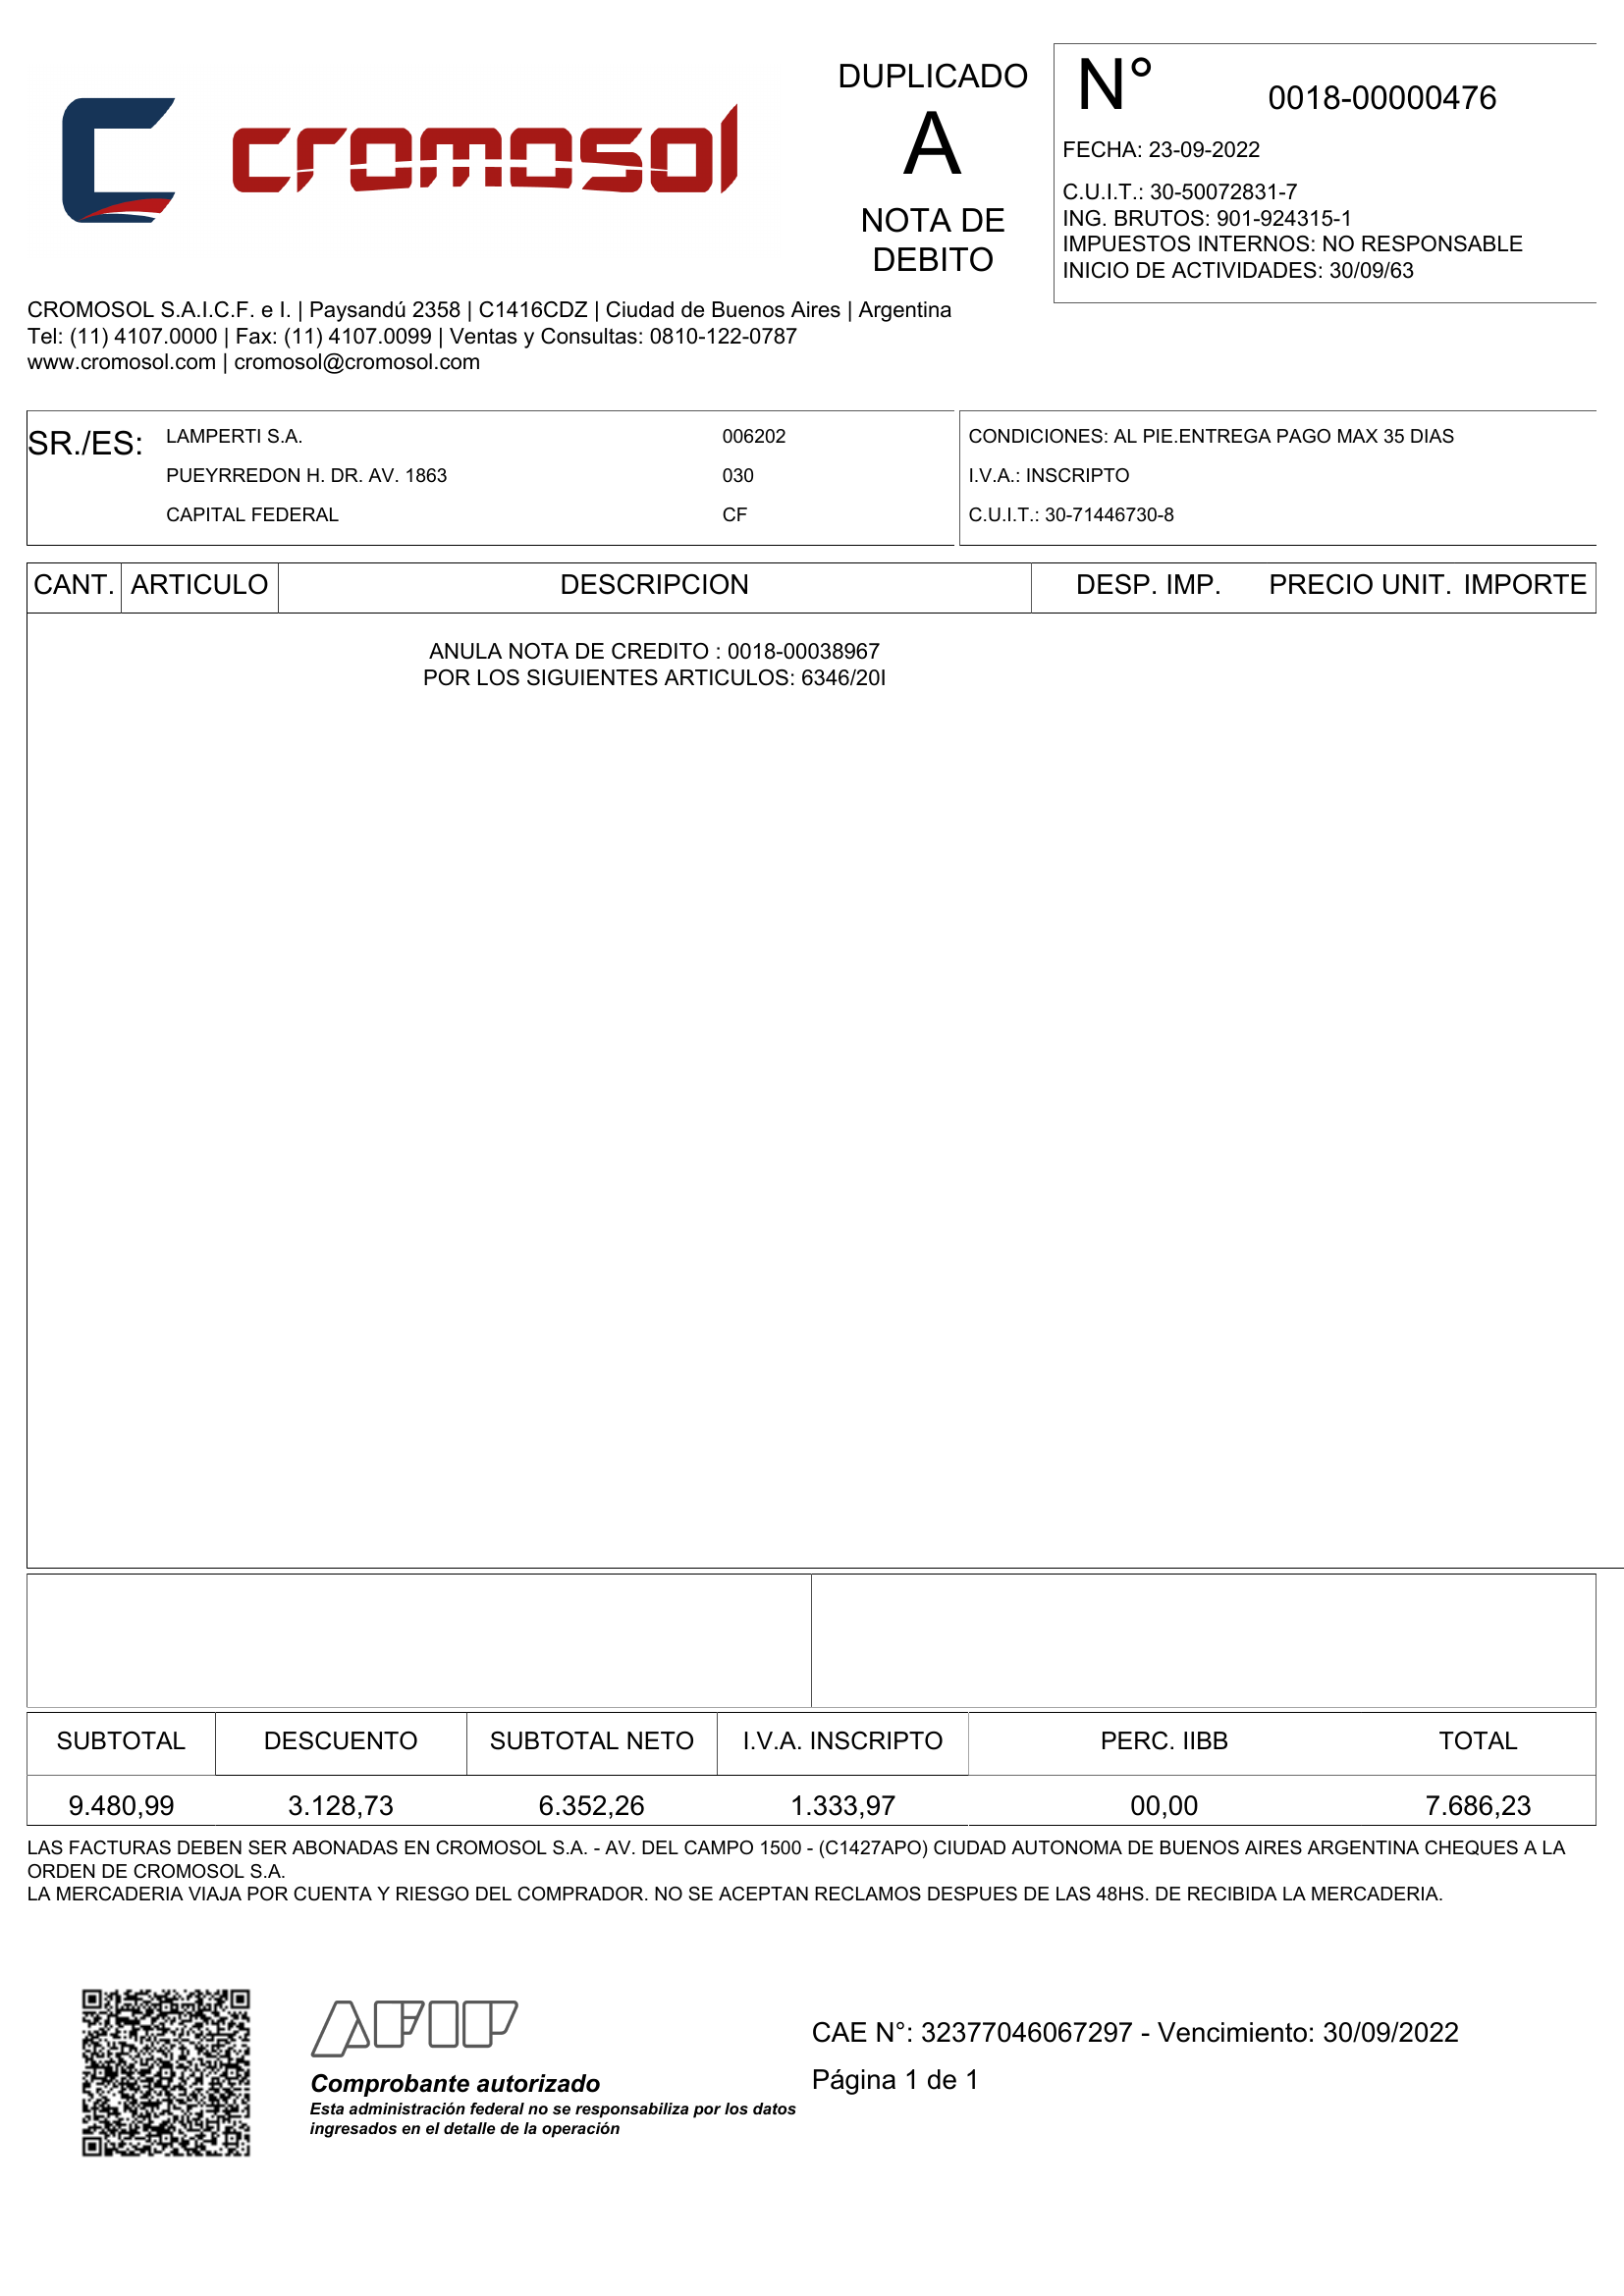 cromosol
DUPLICADO
A
NOTA DE
DEBITO
N° 0018-00000476
FECHA: 23-09-2022
C.U.I.T.: 30-50072831-7
ING. BRUTOS: 901-924315-1
IMPUESTOS INTERNOS: NO RESPONSABLE
INICIO DE ACTIVIDADES: 30/09/63
CROMOSOL S.A.I.C.F. e I. | Paysandú 2358 | C1416CDZ | Ciudad de Buenos Aires | Argentina
Tel: (11) 4107.0000 | Fax: (11) 4107.0099 | Ventas y Consultas: 0810-122-0787
www.cromosol.com | cromosol@cromosol.com
SR./ES: LAMPERTI S.A. 006202
PUEYRREDON H. DR. AV. 1863 030
CAPITAL FEDERAL CF
CONDICIONES: AL PIE.ENTREGA PAGO MAX 35 DIAS
I.V.A.: INSCRIPTO
C.U.I.T.: 30-71446730-8
CANT. ARTICULO DESCRIPCION DESP. IMP. PRECIO UNIT. IMPORTE
ANULA NOTA DE CREDITO : 0018-00038967
POR LOS SIGUIENTES ARTICULOS: 6346/20I
SUBTOTAL DESCUENTO SUBTOTAL NETO I.V.A. INSCRIPTO PERC. IIBB TOTAL
9.480,99 3.128,73 6.352,26 1.333,97 00,00 7.686,23
LAS FACTURAS DEBEN SER ABONADAS EN CROMOSOL S.A. - AV. DEL CAMPO 1500 - (C1427APO) CIUDAD AUTONOMA DE BUENOS AIRES ARGENTINA CHEQUES A LA
ORDEN DE CROMOSOL S.A.
LA MERCADERIA VIAJA POR CUENTA Y RIESGO DEL COMPRADOR. NO SE ACEPTAN RECLAMOS DESPUES DE LAS 48HS. DE RECIBIDA LA MERCADERIA.
AFIP
Comprobante autorizado
Esta administración federal no se responsabiliza por los datos
ingresados en el detalle de la operación
CAE N°: 32377046067297 - Vencimiento: 30/09/2022
Página 1 de 1